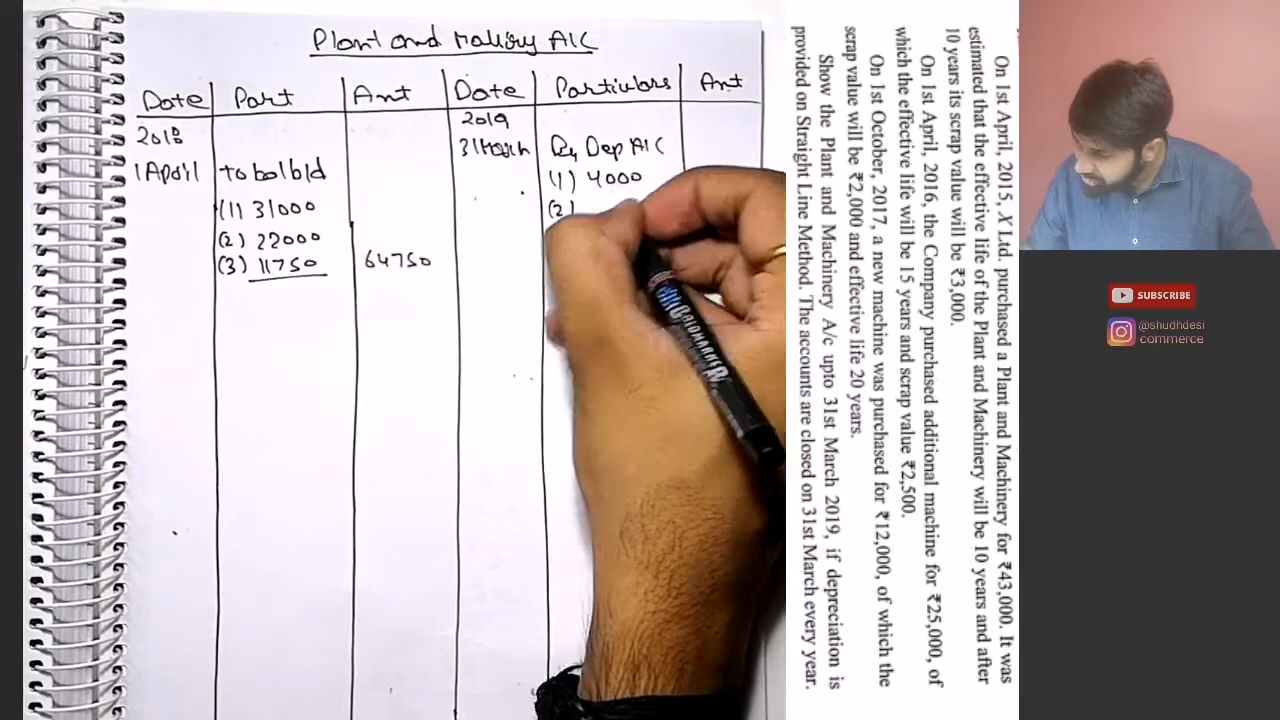 Plant and Making A/C
Date
Part
Amt
Date
Particulars
Amt
2018
1 April
to bal b/d
(1) 31000
(2) 22000
(3) 11750
64750
2019
31 March
By Dep A/C
(1) 4000
(2)
On 1st April, 2015, X Ltd. purchased a Plant and Machinery for ₹43,000. It was
estimated that the effective life of the Plant and Machinery will be 10 years and after
10 years its scrap value will be ₹3,000.
On 1st April, 2016, the Company purchased additional machine for ₹25,000, of
which the effective life will be 15 years and scrap value ₹2,500.
On 1st October, 2017, a new machine was purchased for ₹12,000, of which the
scrap value will be ₹2,000 and effective life 20 years.
Show the Plant and Machinery A/c upto 31st March 2019, if depreciation is
provided on Straight Line Method. The accounts are closed on 31st March every year.
SUBSCRIBE
@shudhdesi
commerce